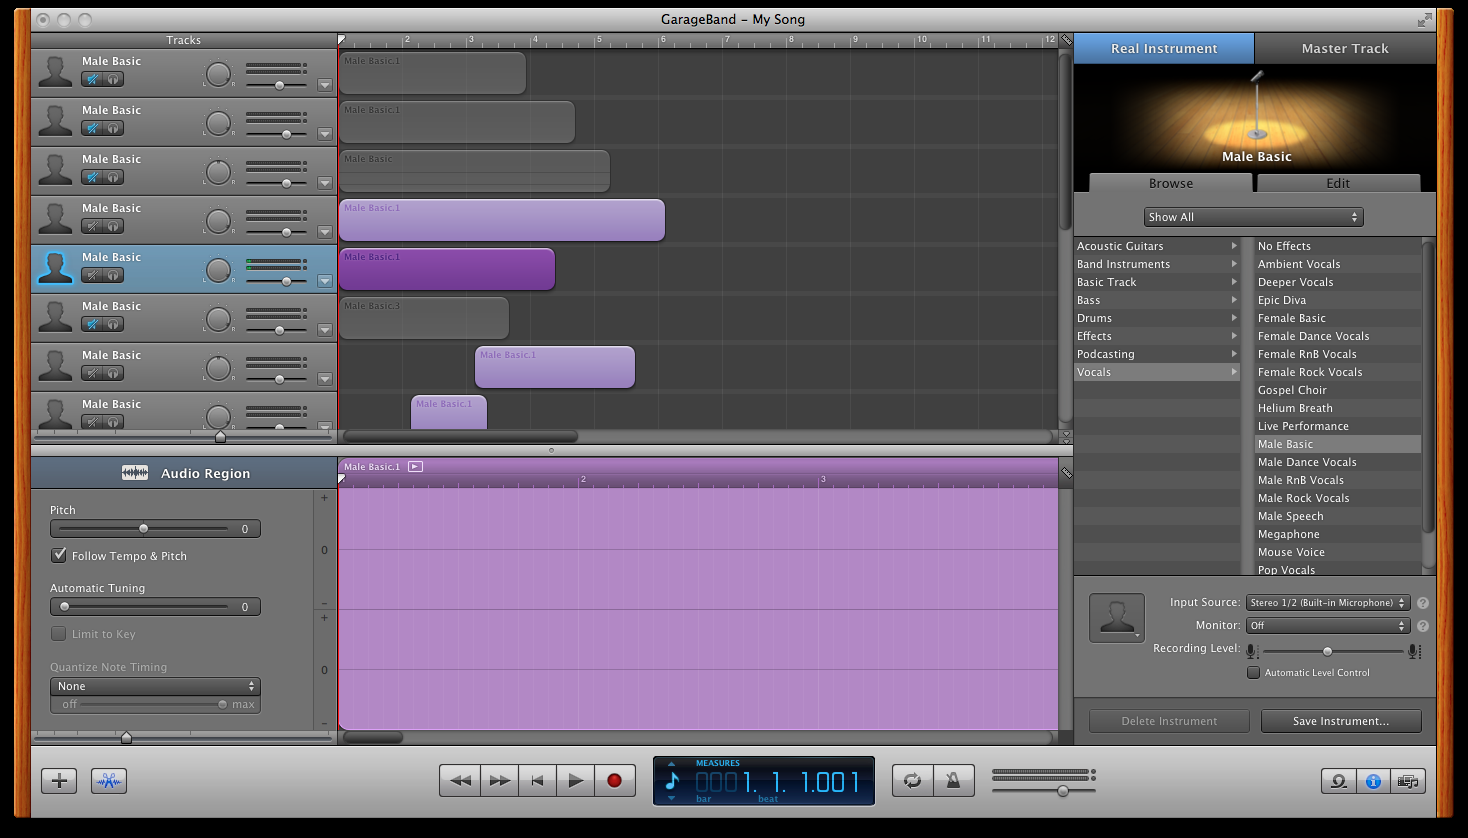 GarageBand - My Song
Tracks
2 3 4 5 6 7 8 9 10 11 12
Male Basic
L R
Male Basic.1
Male Basic
L R
Male Basic.1
Male Basic
L R
Male Basic
Male Basic
L R
Male Basic.1
Male Basic
L R
Male Basic.1
Male Basic
L R
Male Basic.3
Male Basic
L R
Male Basic.1
Male Basic
Male Basic.1
Audio Region
Pitch
0
Follow Tempo & Pitch
Automatic Tuning
0
Limit to Key
Quantize Note Timing
None
off max
+
0
-
+
0
-
Male Basic.1
2 3
Real Instrument
Master Track
Male Basic
Browse
Edit
Show All
Acoustic Guitars
Band Instruments
Basic Track
Bass
Drums
Effects
Podcasting
Vocals
No Effects
Ambient Vocals
Deeper Vocals
Epic Diva
Female Basic
Female Dance Vocals
Female RnB Vocals
Female Rock Vocals
Gospel Choir
Helium Breath
Live Performance
Male Basic
Male Dance Vocals
Male RnB Vocals
Male Rock Vocals
Male Speech
Megaphone
Mouse Voice
Pop Vocals
Input Source: Stereo 1/2 (Built-in Microphone) ?
Monitor: Off ?
Recording Level:
Automatic Level Control
Delete Instrument
Save Instrument...
MEASURES
0001. 1. 1.001
bar beat